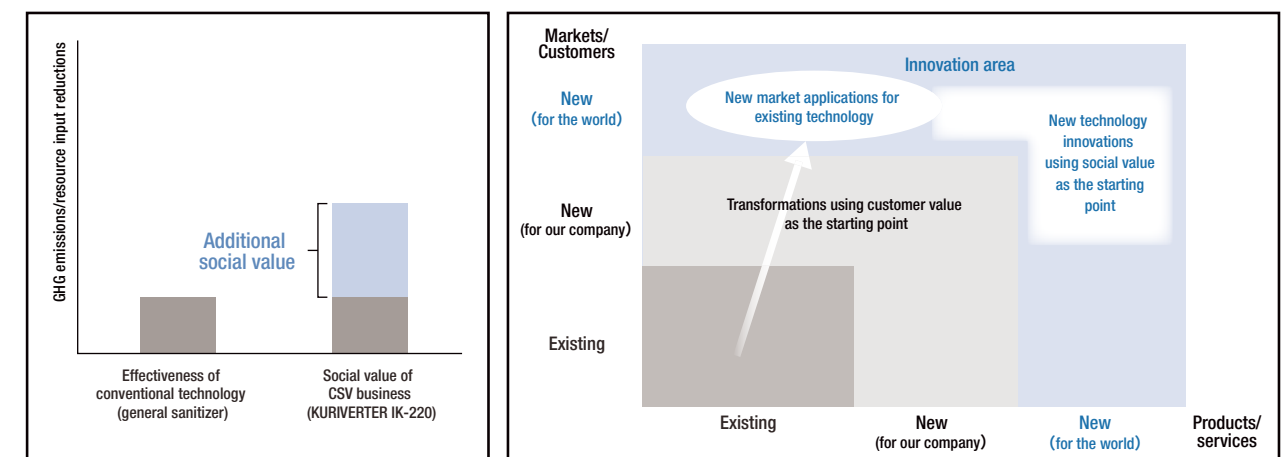 GHG emissions/resource input reductions
Additional
social value
Effectiveness of
conventional technology
(general sanitizer)
Social value of
CSV business
(KURIVERTER IK-220)
Markets/
Customers
Innovation area
New
(for the world)
New market applications for
existing technology
New technology
innovations
using social value
as the starting
point
New
(for our company)
Transformations using customer value
as the starting point
Existing
Existing
New
(for our company)
New
(for the world)
Products/
services